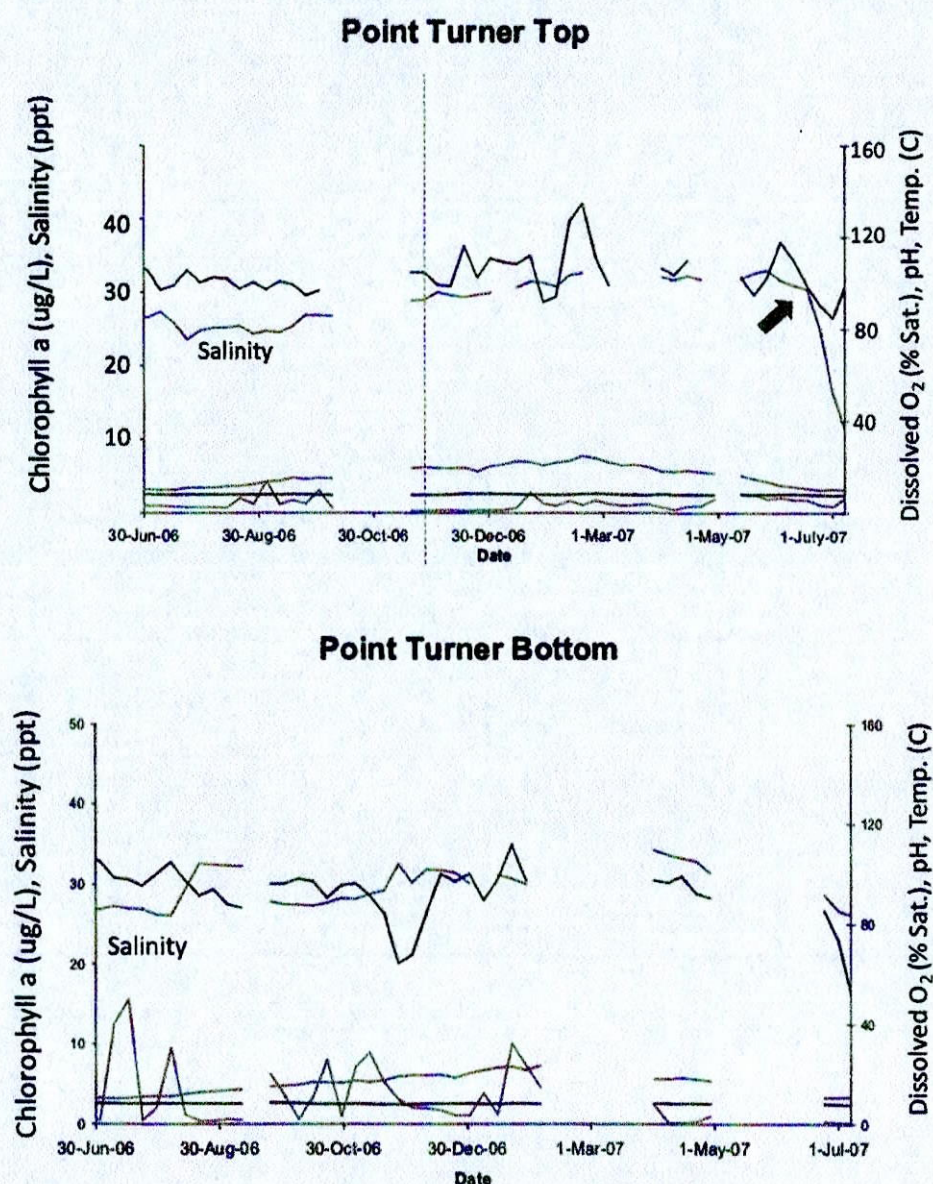 Point Turner Top
Chlorophyll a (ug/L), Salinity (ppt)
40
30
20
10
Salinity
160
120
80
40
Dissolved O₂ (% Sat.), pH, Temp. (C)
30-Jun-06 30-Aug-06 30-Oct-06 30-Dec-06 1-Mar-07 1-May-07 1-July-07
Date
Point Turner Bottom
Chlorophyll a (ug/L), Salinity (ppt)
50
40
30
20
10
0
Salinity
160
120
80
40
0
Dissolved O₂ (% Sat.), pH, Temp. (C)
30-Jun-06 30-Aug-06 30-Oct-06 30-Dec-06 1-Mar-07 1-May-07 1-Jul-07
Date